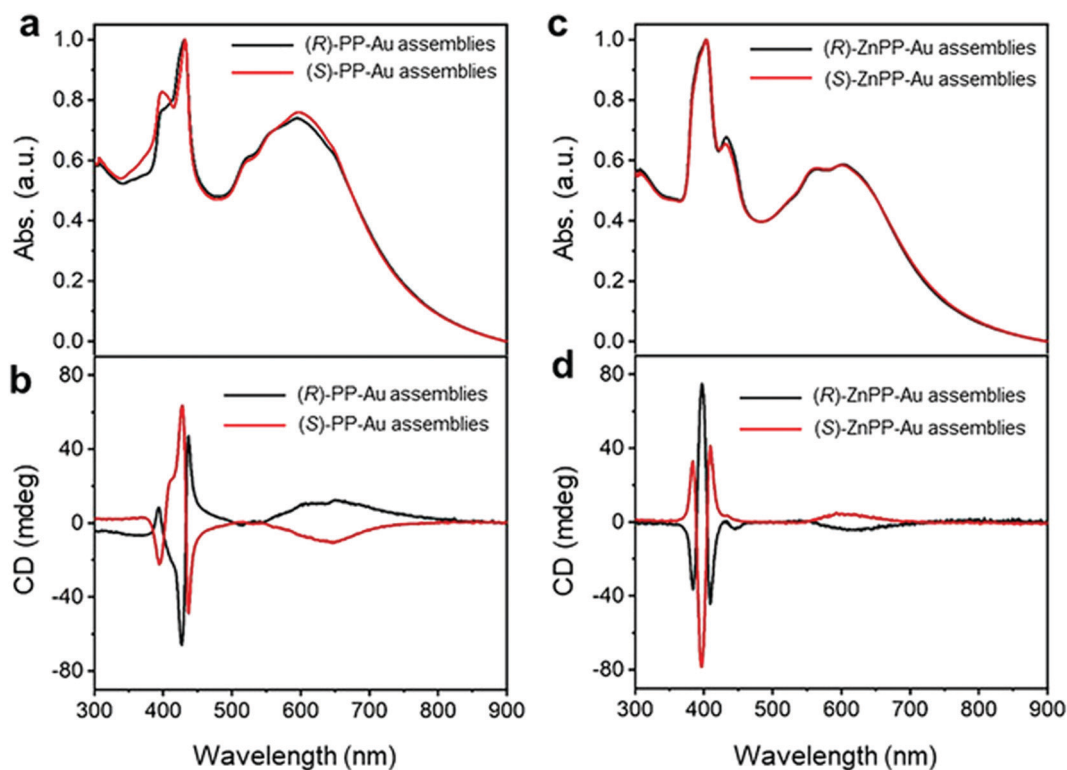 a
(R)-PP-Au assemblies
(S)-PP-Au assemblies
1.0
0.8
0.6
0.4
0.2
0.0
Abs. (a.u.)
b
(R)-PP-Au assemblies
(S)-PP-Au assemblies
80
40
0
-40
-80
CD (mdeg)
300 400 500 600 700 800 900
Wavelength (nm)
c
(R)-ZnPP-Au assemblies
(S)-ZnPP-Au assemblies
1.0
0.8
0.6
0.4
0.2
0.0
Abs. (a.u.)
d
(R)-ZnPP-Au assemblies
(S)-ZnPP-Au assemblies
80
40
0
-40
-80
CD (mdeg)
300 400 500 600 700 800 900
Wavelength (nm)